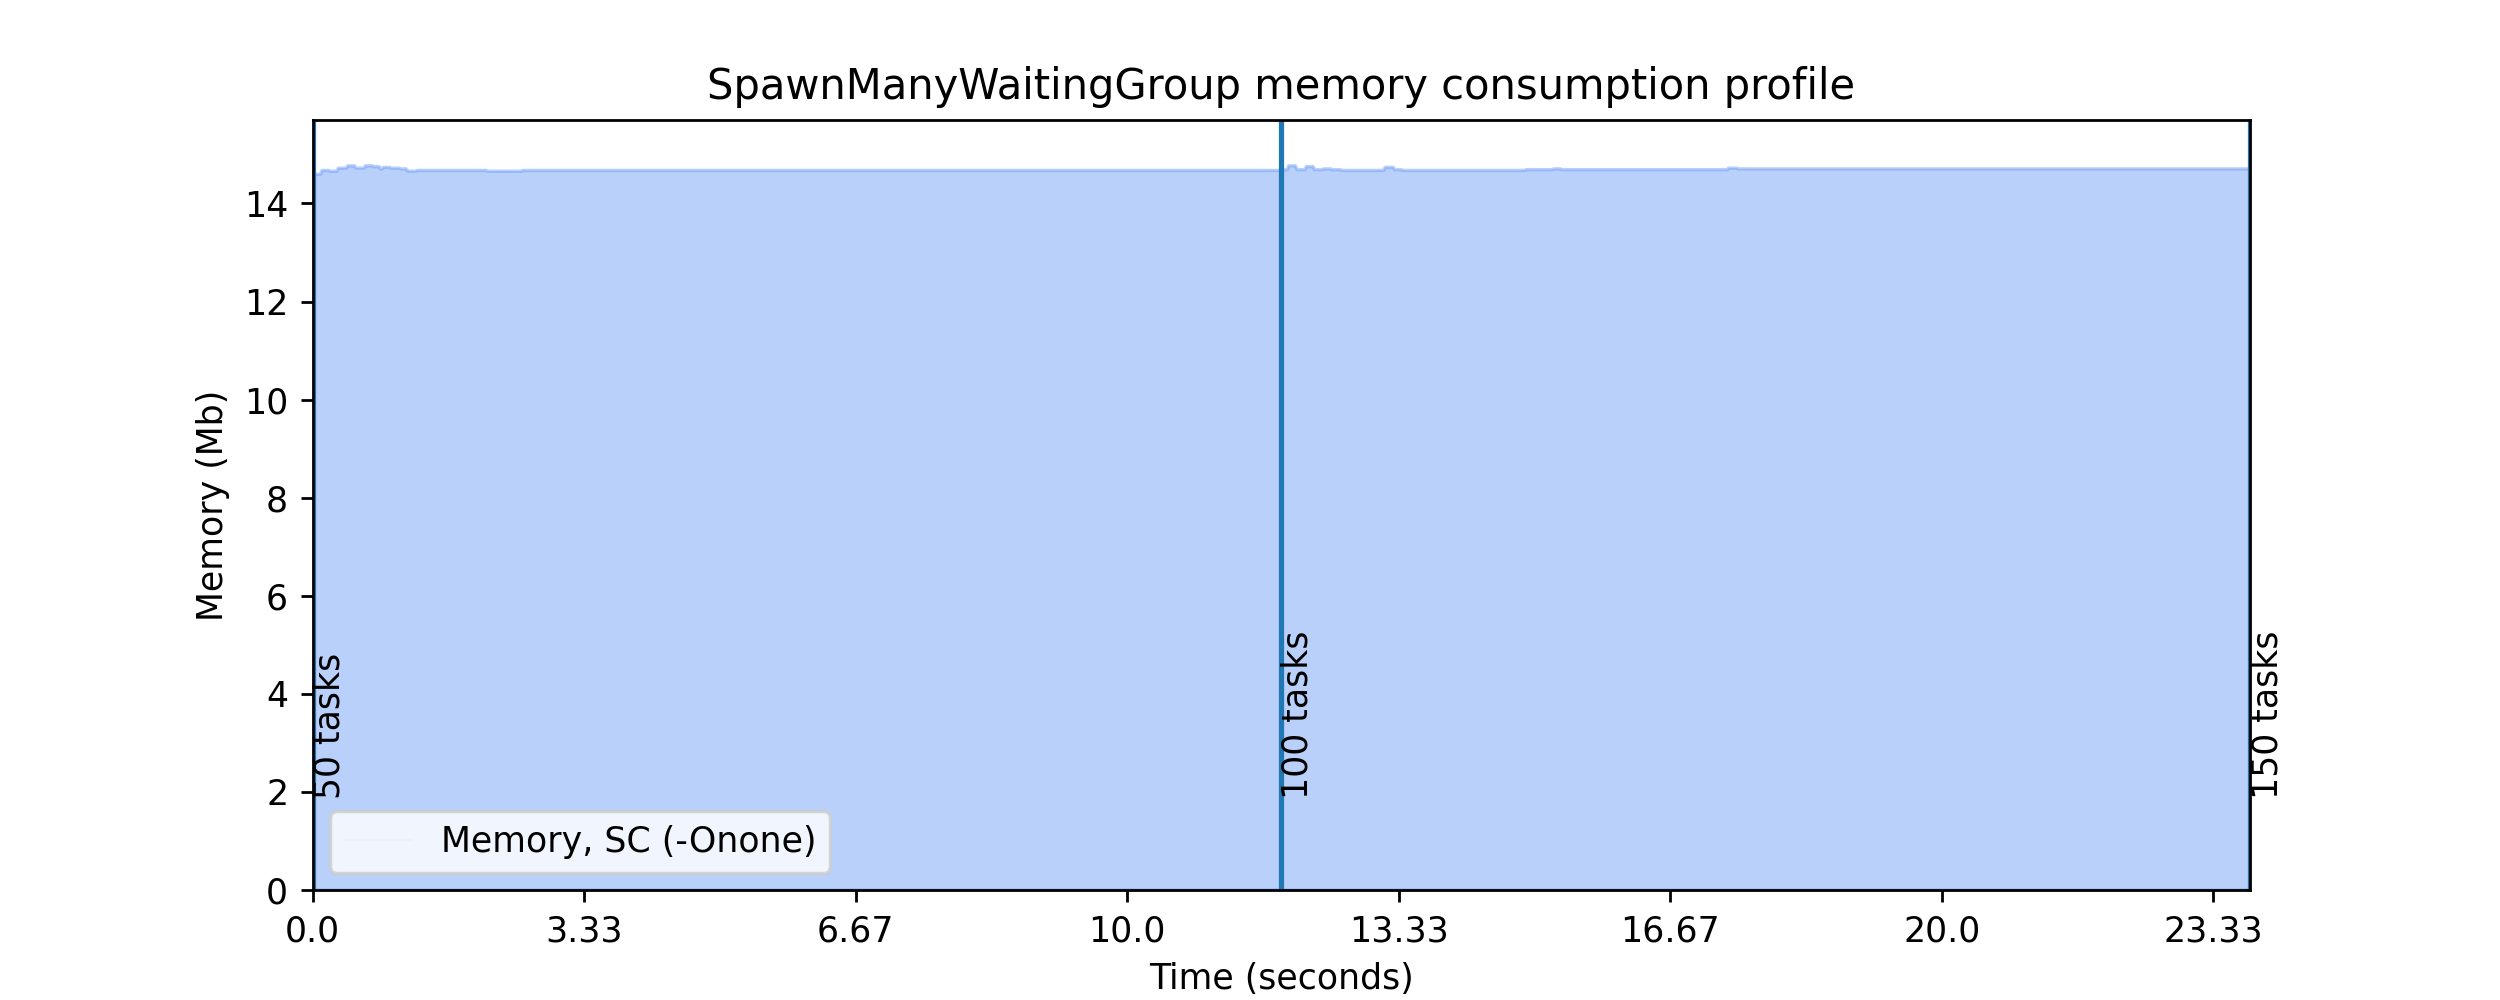 SpawnManyWaitingGroup memory consumption profile
Memory (Mb)
14
12
10
8
6
4
2
0
50 tasks
100 tasks
150 tasks
Memory, SC (-Onone)
0.0
3.33
6.67
10.0
13.33
16.67
20.0
23.33
Time (seconds)